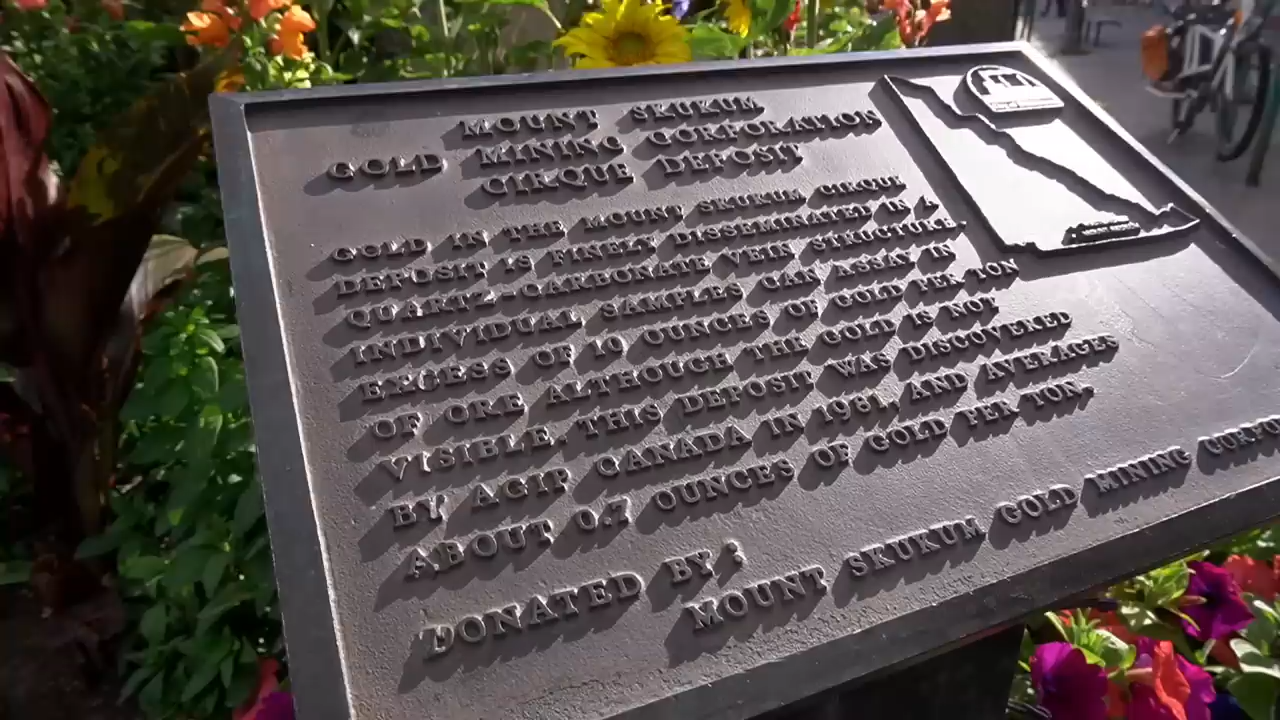 MOUNT SKUKUM
GOLD MINING CORPORATION
CIRQUE DEPOSIT
GOLD IN THE MOUNT SKUKUM CIRQUE
DEPOSIT IS FINELY DISSEMINATED IN A
QUARTZ-CARBONATE VEIN STRUCTURE.
INDIVIDUAL SAMPLES CAN ASSAY IN
EXCESS OF 10 OUNCES OF GOLD PER TON
OF ORE ALTHOUGH THE GOLD IS NOT
VISIBLE. THIS DEPOSIT WAS DISCOVERED
BY AGIP CANADA IN 1981, AND AVERAGES
ABOUT 0.7 OUNCES OF GOLD PER TON.
DONATED BY:
MOUNT SKUKUM GOLD MINING